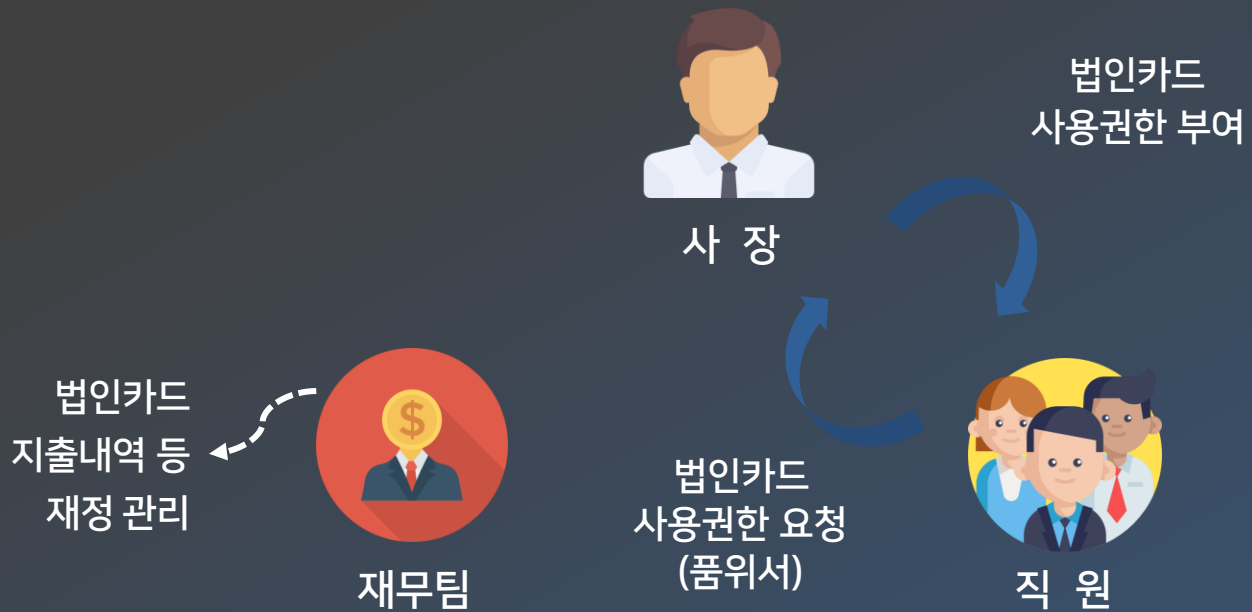 법인카드
사용권한 부여
사 장
법인카드
지출내역 등
재정 관리
$
재무팀
법인카드
사용권한 요청
(품위서)
직 원